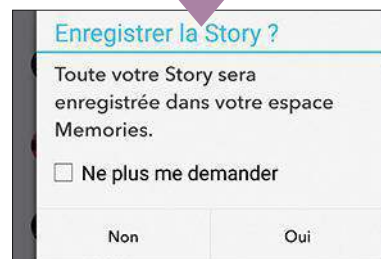 Enregistrer la Story ?
Toute votre Story sera
enregistrée dans votre espace
Memories.
Ne plus me demander
Non Oui